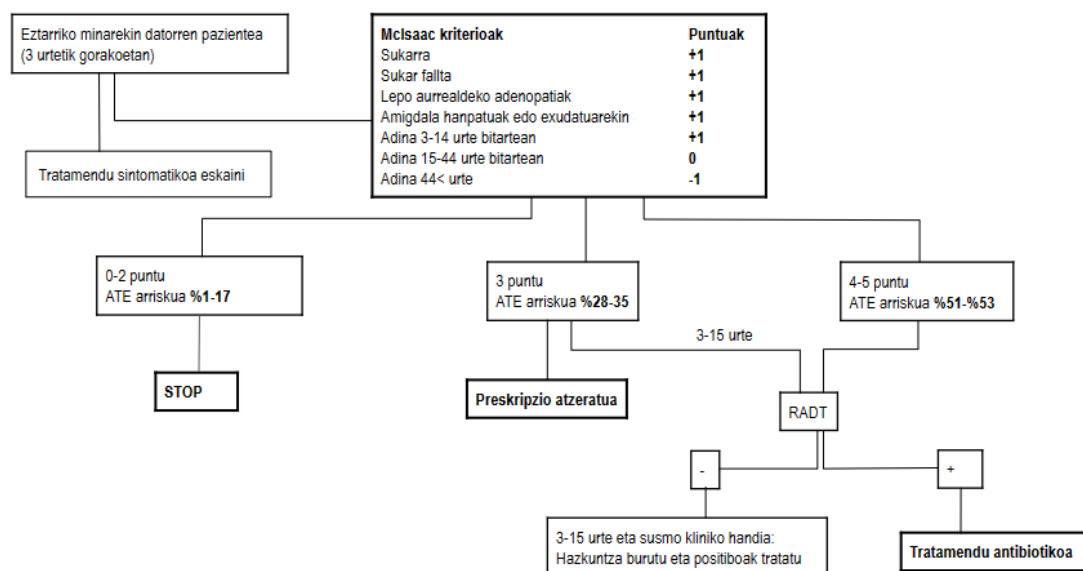 Eztarriko minarekin datorren pazientea
(3 urtetik gorakoetan)
Tratamendu sintomatikoa eskaini
McIsaac kriterioak Puntuak
Sukarra +1
Sukar fallta +1
Lepo aurrealdeko adenopatiak +1
Amigdala hanpatuak edo exudatuarekin +1
Adina 3-14 urte bitartean +1
Adina 15-44 urte bitartean 0
Adina 44< urte -1
0-2 puntu
ATE arriskua %1-17
STOP
3 puntu
ATE arriskua %28-35
3-15 urte
Preskripzio atzeratua
4-5 puntu
ATE arriskua %51-%53
RADT
-
+
3-15 urte eta susmo kliniko handia:
Hazkuntza burutu eta positiboak tratatu
Tratamendu antibiotikoa